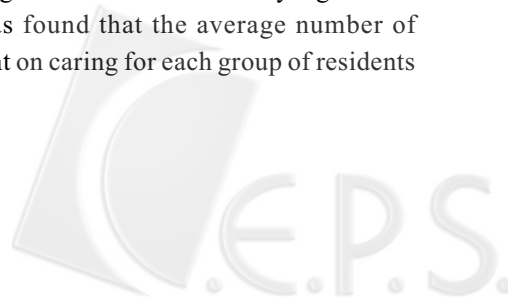 s found that the average number of
on caring for each group of residents
C.E.P.S.